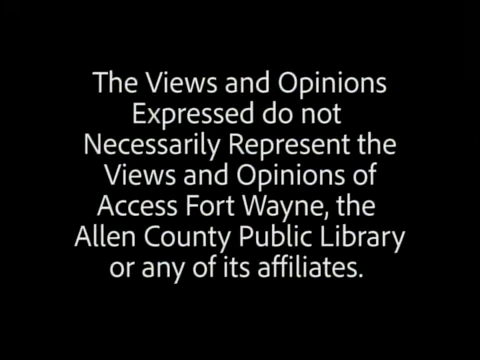 The Views and Opinions
Expressed do not
Necessarily Represent the
Views and Opinions of
Access Fort Wayne, the
Allen County Public Library
or any of its affiliates.